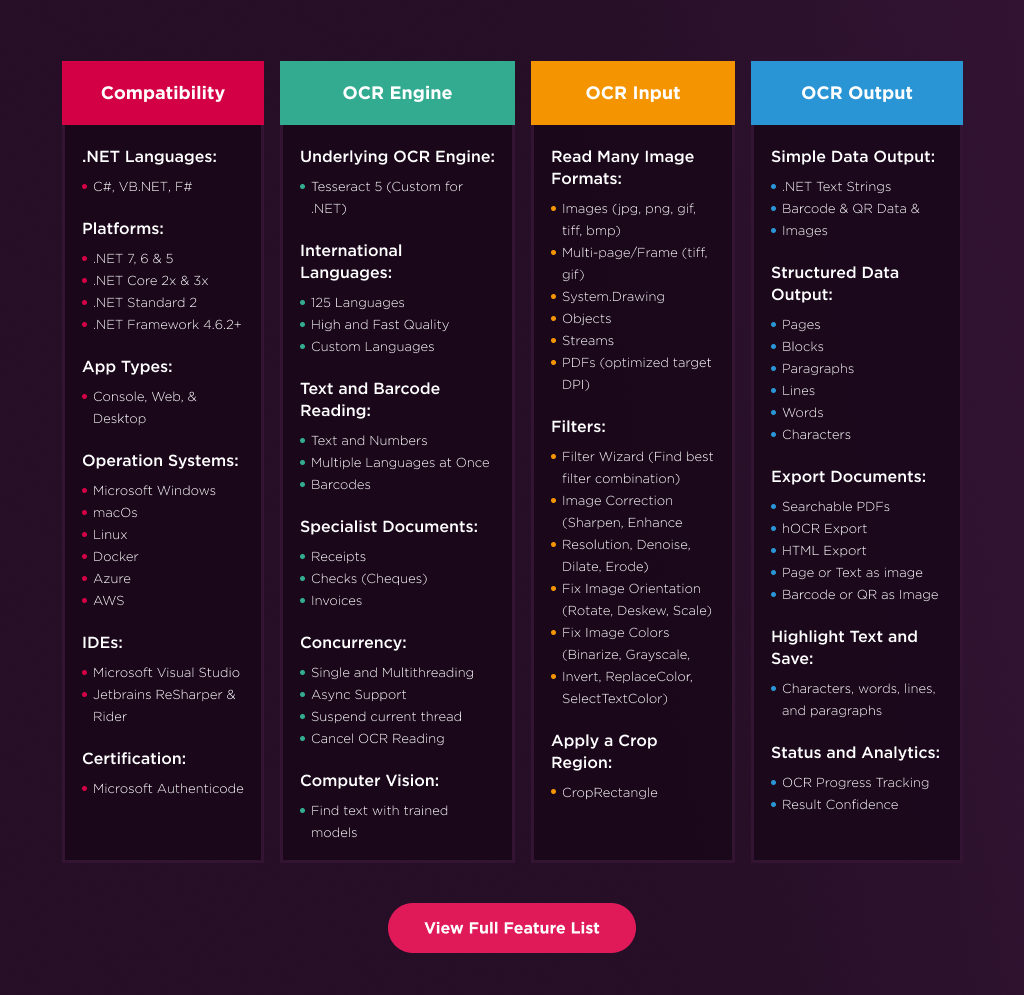 Compatibility
.NET Languages:
C#, VB.NET, F#
Platforms:
.NET 7, 6 & 5
.NET Core 2x & 3x
.NET Standard 2
.NET Framework 4.6.2+
App Types:
Console, Web, &
Desktop
Operation Systems:
Microsoft Windows
macOs
Linux
Docker
Azure
AWS
IDEs:
Microsoft Visual Studio
Jetbrains ReSharper &
Rider
Certification:
Microsoft Authenticode
OCR Engine
Underlying OCR Engine:
Tesseract 5 (Custom for
.NET)
International
Languages:
125 Languages
High and Fast Quality
Custom Languages
Text and Barcode
Reading:
Text and Numbers
Multiple Languages at Once
Barcodes
Specialist Documents:
Receipts
Checks (Cheques)
Invoices
Concurrency:
Single and Multithreading
Async Support
Suspend current thread
Cancel OCR Reading
Computer Vision:
Find text with trained
models
OCR Input
Read Many Image
Formats:
Images (jpg, png, gif,
tiff, bmp)
Multi-page/Frame (tiff,
gif)
System.Drawing
Objects
Streams
PDFs (optimized target
DPI)
Filters:
Filter Wizard (Find best
filter combination)
Image Correction
(Sharpen, Enhance
Resolution, Denoise,
Dilate, Erode)
Fix Image Orientation
(Rotate, Deskew, Scale)
Fix Image Colors
(Binarize, Grayscale,
Invert, ReplaceColor,
SelectTextColor)
Apply a Crop
Region:
CropRectangle
OCR Output
Simple Data Output:
.NET Text Strings
Barcode & QR Data &
Images
Structured Data
Output:
Pages
Blocks
Paragraphs
Lines
Words
Characters
Export Documents:
Searchable PDFs
hOCR Export
HTML Export
Page or Text as image
Barcode or QR as Image
Highlight Text and
Save:
Characters, words, lines,
and paragraphs
Status and Analytics:
OCR Progress Tracking
Result Confidence
View Full Feature List